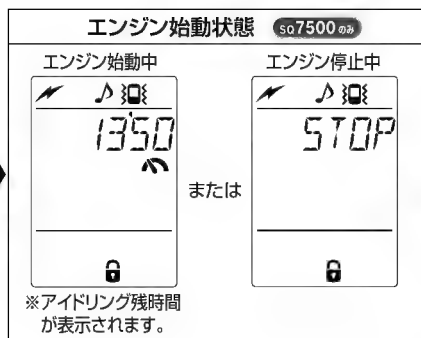 エンジン始動状態 SQ7500のみ
エンジン始動中
エンジン停止中
13'50
STOP
または
※アイドリング残時間
が表示されます。